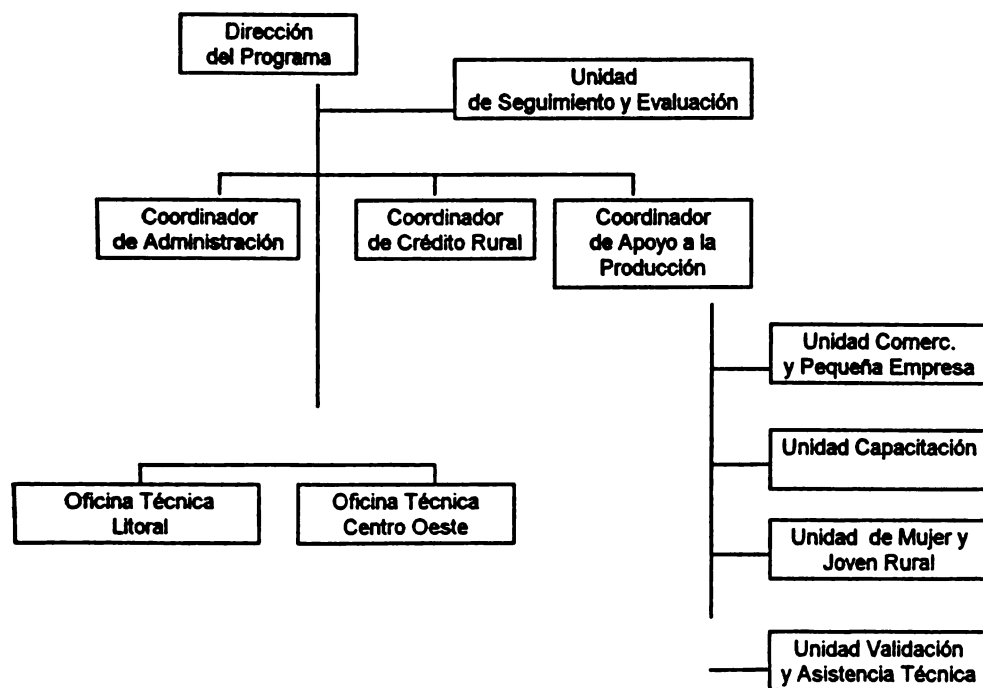 Dirección
del Programa
Unidad
de Seguimiento y Evaluación
Coordinador
de Administración
Coordinador
de Crédito Rural
Coordinador
de Apoyo a la
Producción
Unidad Comerc.
y Pequeña Empresa
Unidad Capacitación
Oficina Técnica
Litoral
Oficina Técnica
Centro Oeste
Unidad de Mujer y
Joven Rural
Unidad Validación
y Asistencia Técnica